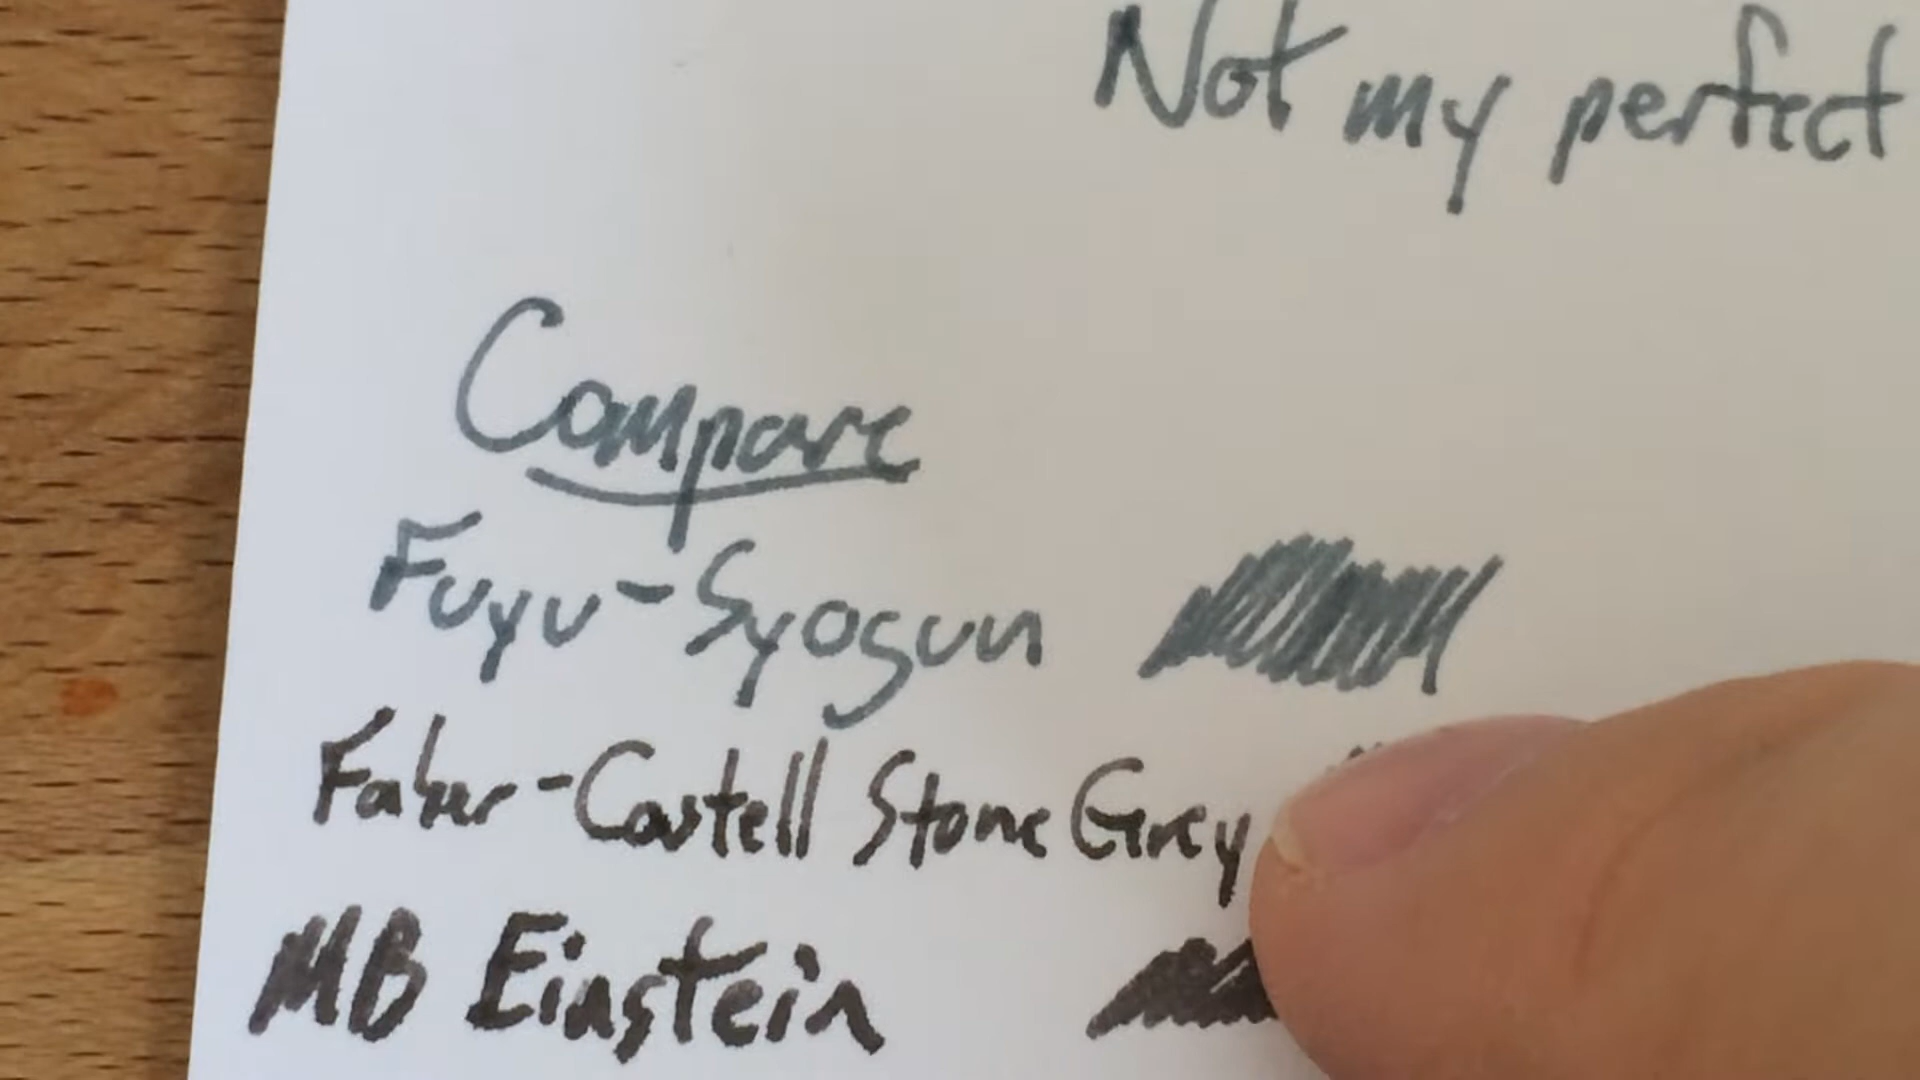 Not my perfect
Compare
Fuyu-Syogun
Faber-Castell Stone Grey
MB Einstein